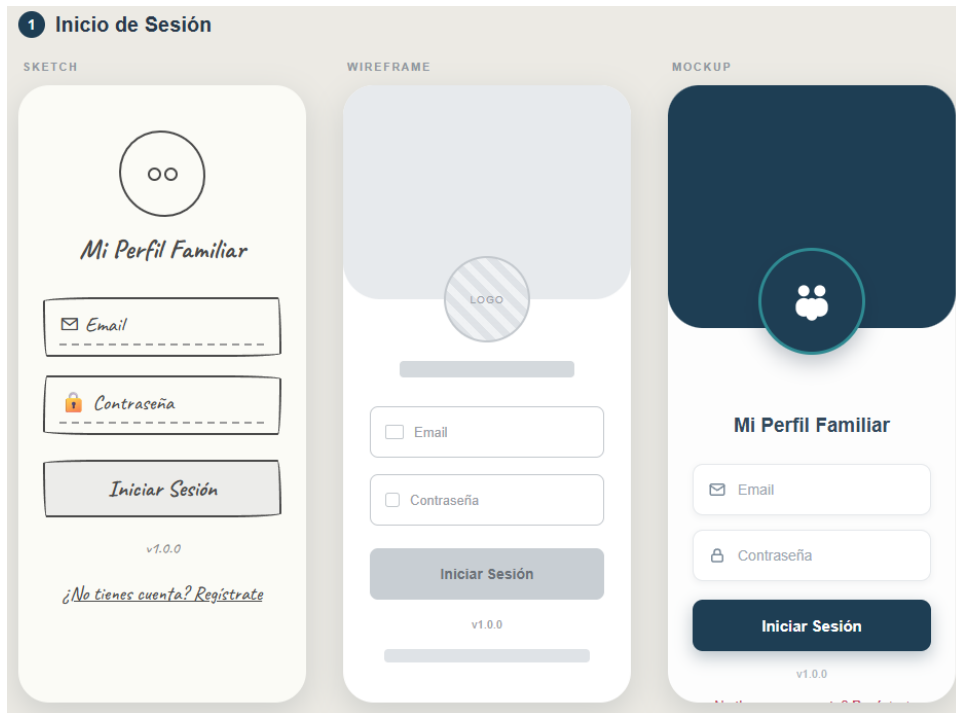 1 Inicio de Sesión
SKETCH
Mi Perfil Familiar
Email
Contraseña
Iniciar Sesión
v1.0.0
¿No tienes cuenta? Regístrate
WIREFRAME
LOGO
Email
Contraseña
Iniciar Sesión
v1.0.0
MOCKUP
Mi Perfil Familiar
Email
Contraseña
Iniciar Sesión
v1.0.0